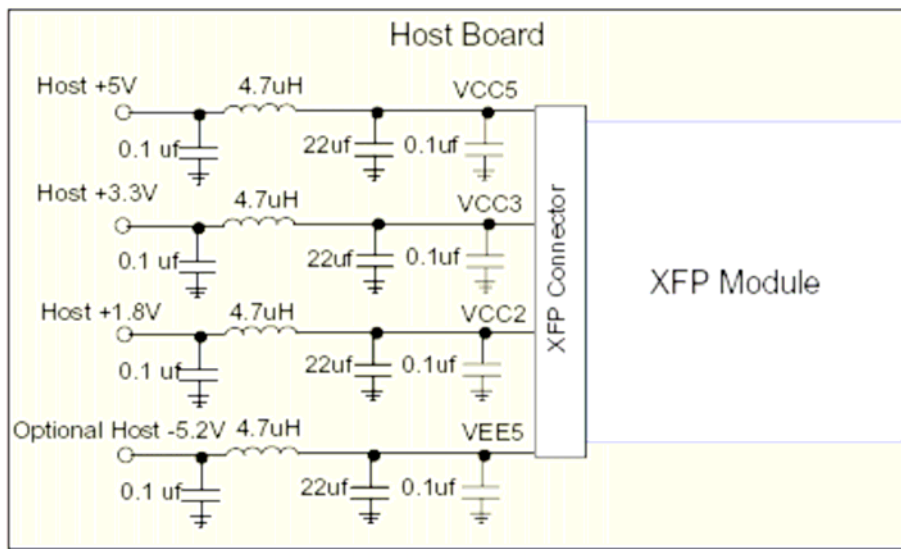 Host Board
Host +5V
4.7uH
VCC5
0.1 uf
22uf
0.1uf
Host +3.3V
4.7uH
VCC3
0.1 uf
22uf
0.1uf
XFP Connector
XFP Module
Host +1.8V
4.7uH
VCC2
0.1 uf
22uf
0.1uf
Optional Host -5.2V
4.7uH
VEE5
0.1 uf
22uf
0.1uf